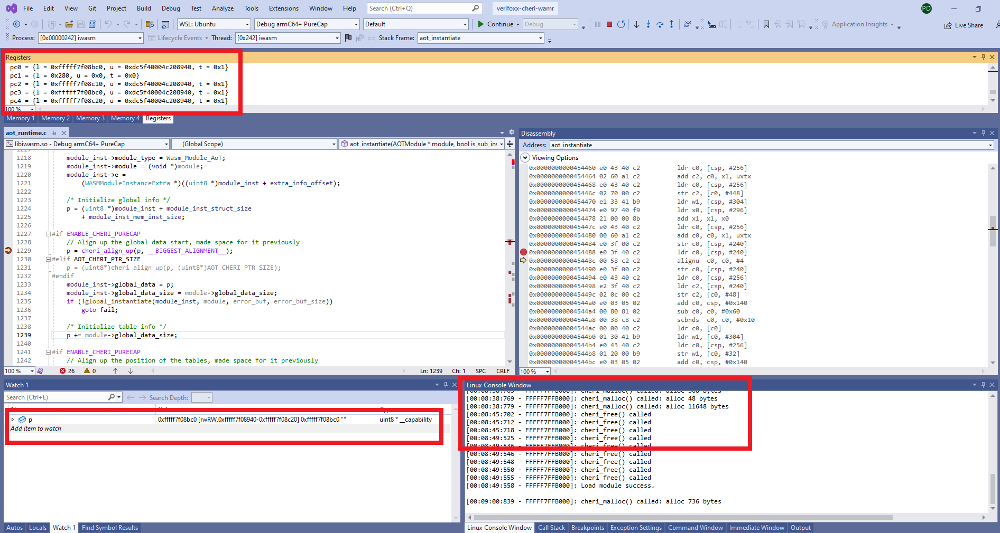 File Edit View Git Project Build Debug Test Analyze Tools Extensions Window Help Search (Ctrl+Q) verifoxx-cheri-wamr PD
WSL: Ubuntu Debug armC64+ PureCap Default Continue Debug Application Insights Live Share
Process: [0x00000242] iwasm Lifecycle Events Thread: [0x242] iwasm Stack Frame: aot_instantiate
Registers
pc0 = {l = 0xfffff7f08bc0, u = 0xdc5f40004c208940, t = 0x1}
pc1 = {l = 0x280, u = 0x0, t = 0x0}
pc2 = {l = 0xfffff7f08c10, u = 0xdc5f40004c208940, t = 0x1}
pc3 = {l = 0xfffff7f08bc0, u = 0xdc5f40004c208940, t = 0x1}
pc4 = {l = 0xfffff7f08c20, u = 0xdc5f40004c208940, t = 0x1}
100 %
Memory 1 Memory 2 Memory 3 Memory 4 Registers
aot_runtime.c
libiwasm.so - Debug armC64+ PureCap (Global Scope) aot_instantiate(AOTModule * module, bool is_sub_ins
1217
1218 module_inst->module_type = Wasm_Module_AoT;
1219 module_inst->module = (void *)module;
1220 module_inst->e =
1221 (WASMModuleInstanceExtra *)((uint8 *)module_inst + extra_info_offset);
1222
1223 /* Initialize global info */
1224 p = (uint8 *)module_inst + module_inst_struct_size
1225 + module_inst_mem_inst_size;
1226
1227 #if ENABLE_CHERI_PURECAP
1228 // Align up the global data start, made space for it previously
1229 p = cheri_align_up(p, __BIGGEST_ALIGNMENT__);
1230 #elif AOT_CHERI_PTR_SIZE
1231 p = (uint8*)cheri_align_up(p, (uint8*)AOT_CHERI_PTR_SIZE);
1232 #endif
1233 module_inst->global_data = p;
1234 module_inst->global_data_size = module->global_data_size;
1235 if (!global_instantiate(module_inst, module, error_buf, error_buf_size))
1236 goto fail;
1237
1238 /* Initialize table info */
1239 p += module->global_data_size;
1240
1241 #if ENABLE_CHERI_PURECAP
1242 // Align up the position of the tables, made space for it previously
100 % 26 0 Ln: 1239 Ch: 1 SPC CRLF
Disassembly
Address: aot_instantiate
Viewing Options
0x0000000000454460 e0 43 40 c2 ldr c0, [csp, #256]
0x0000000000454464 02 60 a1 c2 add c2, c0, x1, uxtx
0x0000000000454468 e0 43 40 c2 ldr c0, [csp, #256]
0x000000000045446c 02 70 00 c2 str c2, [c0, #448]
0x0000000000454470 e1 33 41 b9 ldr w1, [csp, #304]
0x0000000000454474 e0 97 40 f9 ldr x0, [csp, #296]
0x0000000000454478 21 00 00 8b add x1, x1, x0
0x000000000045447c e0 43 40 c2 ldr c0, [csp, #256]
0x0000000000454480 00 60 a1 c2 add c0, c0, x1, uxtx
0x0000000000454484 e0 3f 00 c2 str c0, [csp, #240]
0x0000000000454488 e0 3f 40 c2 ldr c0, [csp, #240]
0x000000000045448c 00 58 c2 c2 alignu c0, c0, #4
0x0000000000454490 e0 3f 00 c2 str c0, [csp, #240]
0x0000000000454494 e0 43 40 c2 ldr c0, [csp, #256]
0x0000000000454498 e2 3f 40 c2 ldr c2, [csp, #240]
0x000000000045449c 02 0c 00 c2 str c2, [c0, #48]
0x00000000004544a0 e0 03 05 02 add c0, csp, #0x140
0x00000000004544a4 00 80 81 02 sub c0, c0, #0x60
0x00000000004544a8 00 38 c8 c2 scbnds c0, c0, #0x10
0x00000000004544ac 00 00 40 c2 ldr c0, [c0]
0x00000000004544b0 01 30 41 b9 ldr w1, [c0, #304]
0x00000000004544b4 e0 43 40 c2 ldr c0, [csp, #256]
0x00000000004544b8 01 20 00 b9 str w1, [c0, #32]
0x00000000004544bc e0 03 05 02 add c0, csp, #0x140
100 %
Watch 1
Search (Ctrl+E) Search Depth:
p 0xfffff7f08bc0 [rwRW,0xfffff7f08940-0xfffff7f08c20] 0xfffff7f08bc0 "" uint8 * __capability
Add item to watch
Autos Locals Watch 1 Find Symbol Results
Linux Console Window
[00:08:38:769 - FFFFF7FFB000]: cheri_malloc() called: alloc 48 bytes
[00:08:38:779 - FFFFF7FFB000]: cheri_malloc() called: alloc 11648 bytes
[00:08:45:702 - FFFFF7FFB000]: cheri_free() called
[00:08:45:712 - FFFFF7FFB000]: cheri_free() called
[00:08:45:718 - FFFFF7FFB000]: cheri_free() called
[00:08:49:525 - FFFFF7FFB000]: cheri_free() called
[00:08:49:536 - FFFFF7FFB000]: cheri_free() called
[00:08:49:546 - FFFFF7FFB000]: cheri_free() called
[00:08:49:548 - FFFFF7FFB000]: cheri_free() called
[00:08:49:550 - FFFFF7FFB000]: cheri_free() called
[00:08:49:555 - FFFFF7FFB000]: cheri_free() called
[00:08:49:558 - FFFFF7FFB000]: Load module success.
[00:09:00:839 - FFFFF7FFB000]: cheri_malloc() called: alloc 736 bytes
Linux Console Window Call Stack Breakpoints Exception Settings Command Window Immediate Window Output